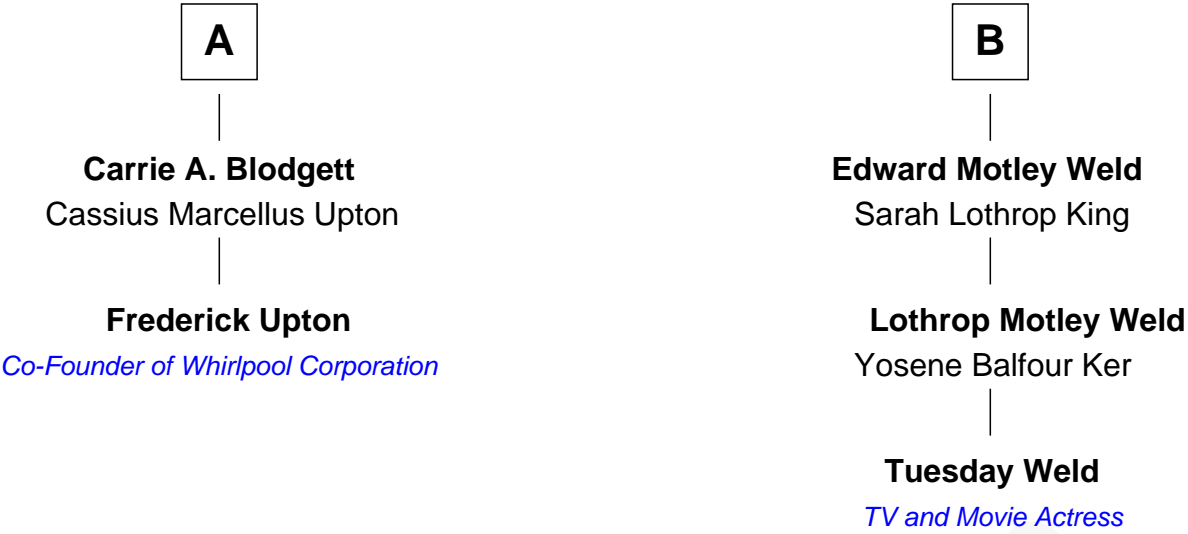 A
Carrie A. Blodgett
Cassius Marcellus Upton
Frederick Upton
Co-Founder of Whirlpool Corporation
B
Edward Motley Weld
Sarah Lothrop King
Lothrop Motley Weld
Yosene Balfour Ker
Tuesday Weld
TV and Movie Actress